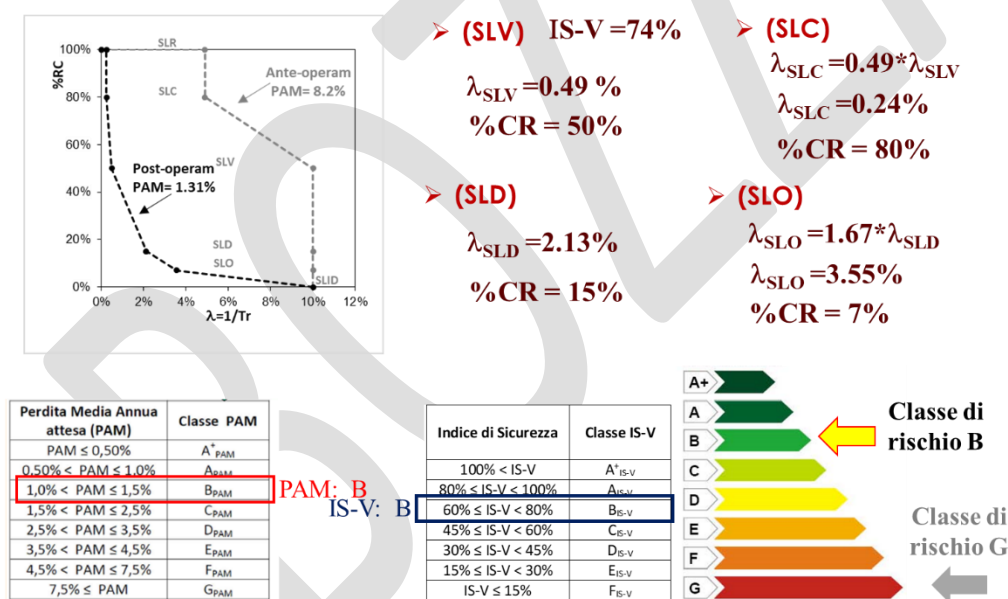 100%
80%
60%
40%
20%
0%
%RC
SLR
SLC
Ante-operam
PAM= 8.2%
SLV
Post-operam
PAM= 1.31%
SLD
SLO
SLID
0% 2% 4% 6% 8% 10% 12%
λ=1/Tr
➢ (SLV) IS-V =74%
λSLV =0.49 %
%CR = 50%
➢ (SLC)
λSLC =0.49*λSLV
λSLC =0.24%
%CR = 80%
➢ (SLD)
λSLD =2.13%
%CR = 15%
➢ (SLO)
λSLO =1.67*λSLD
λSLO =3.55%
%CR = 7%
Perdita Media Annua
attesa (PAM)
Classe PAM
PAM ≤ 0,50% A+PAM
0,50% < PAM ≤ 1.0% APAM
1,0% < PAM ≤ 1,5% BPAM
1,5% < PAM ≤ 2,5% CPAM
2,5% < PAM ≤ 3,5% DPAM
3,5% < PAM ≤ 4,5% EPAM
4,5% < PAM ≤ 7,5% FPAM
7,5% ≤ PAM GPAM
PAM: B
IS-V: B
Indice di Sicurezza Classe IS-V
100% < IS-V A+IS-V
80% ≤ IS-V < 100% AIS-V
60% ≤ IS-V < 80% BIS-V
45% ≤ IS-V < 60% CIS-V
30% ≤ IS-V < 45% DIS-V
15% ≤ IS-V < 30% EIS-V
IS-V ≤ 15% FIS-V
A+
A
B
C
D
E
F
G
Classe di
rischio B
Classe di
rischio G